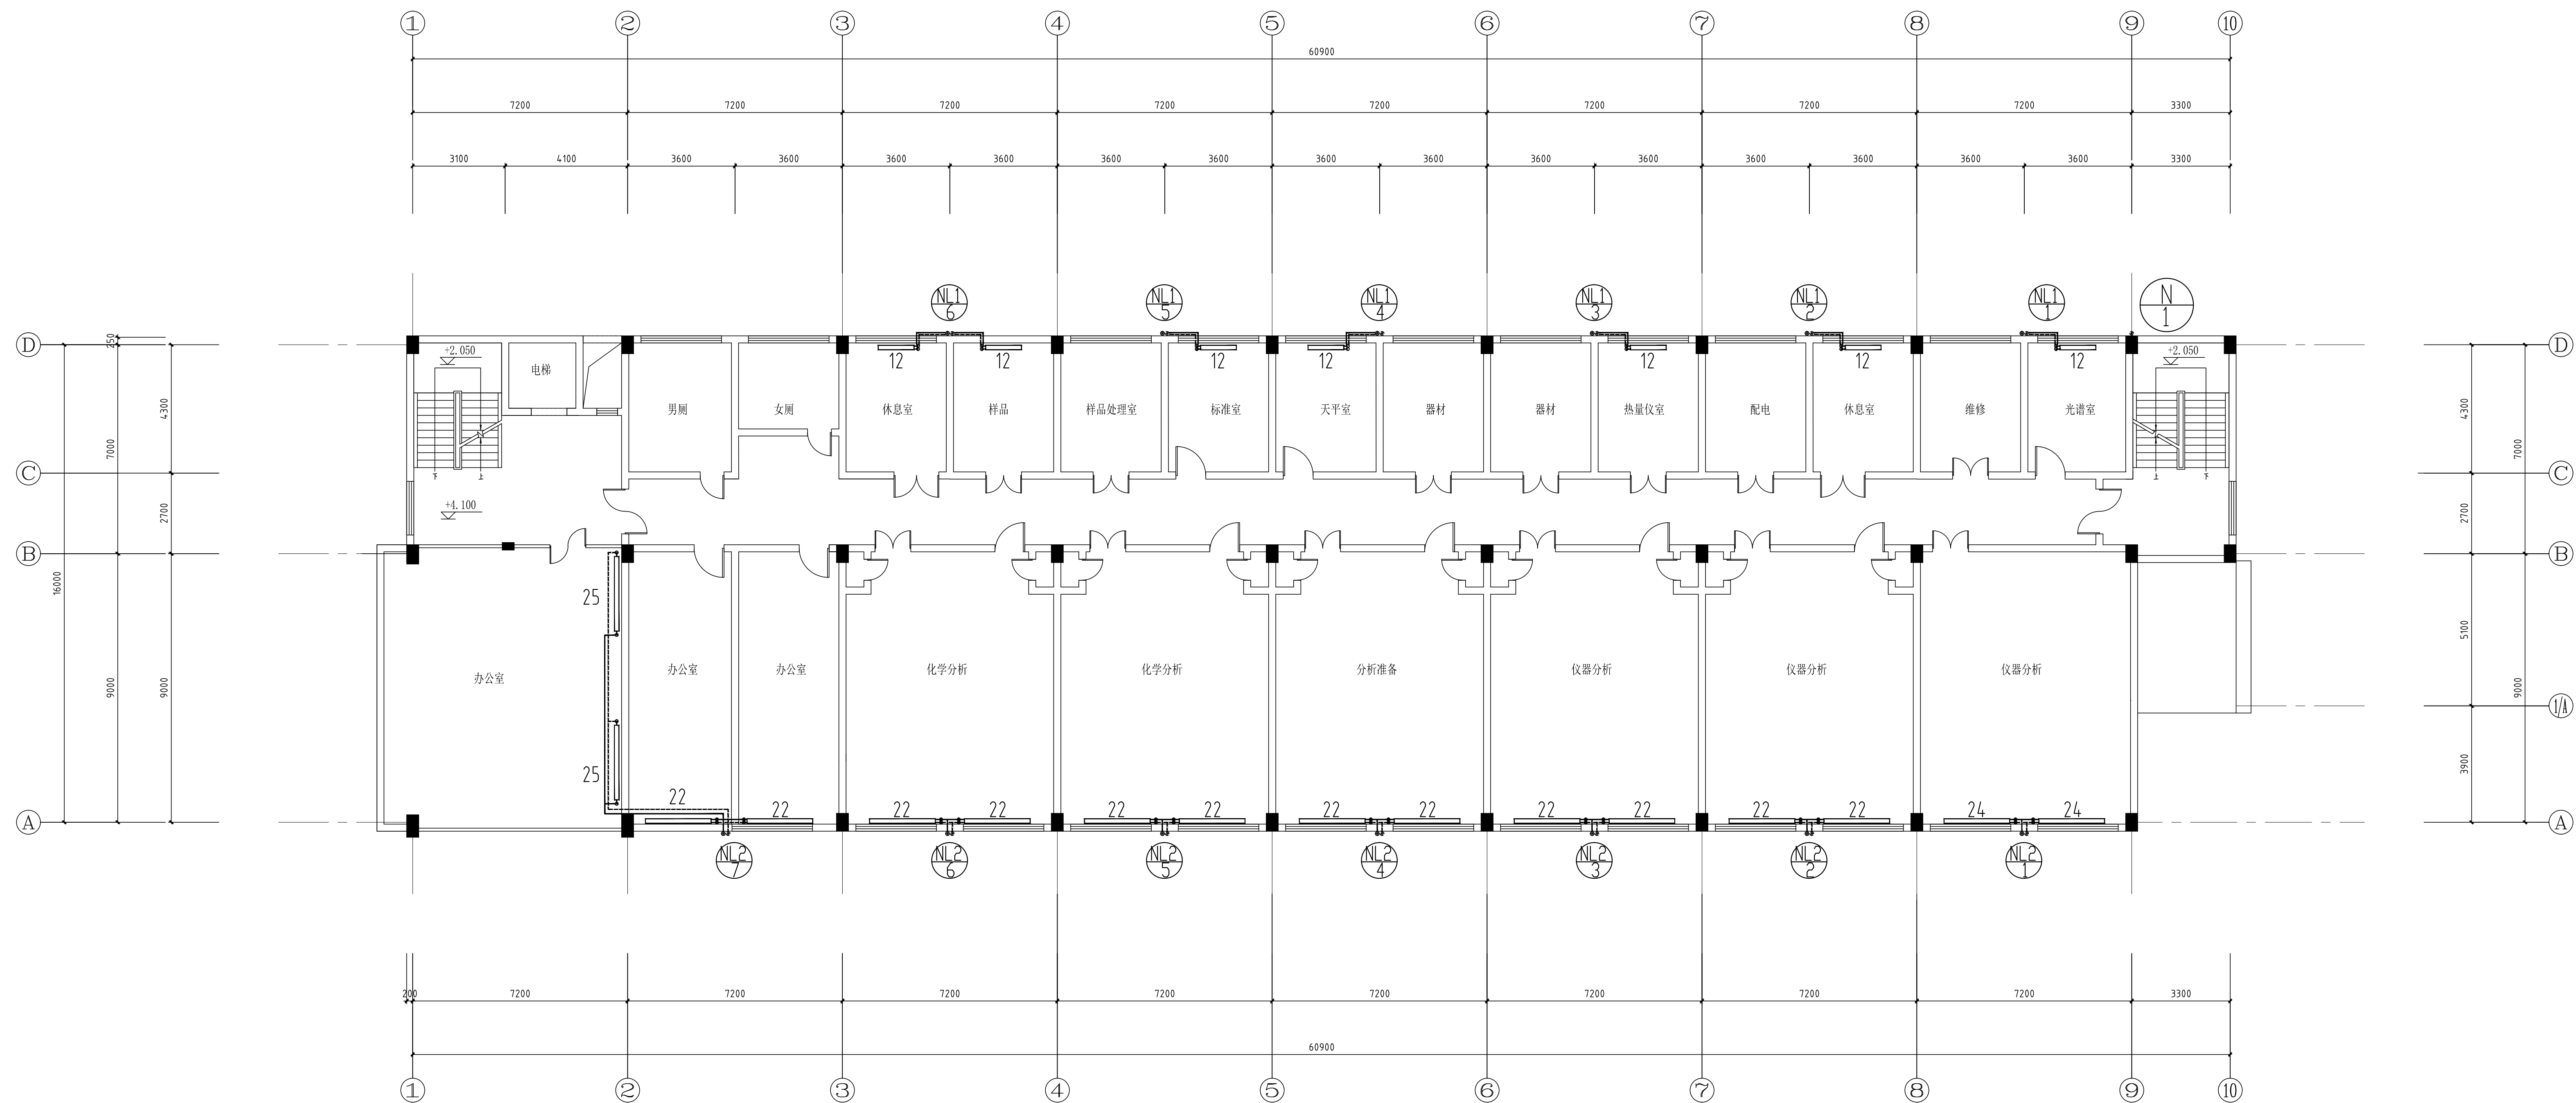 1 2 3 4 5 6 7 8 9 10
60900
7200 7200 7200 7200 7200 7200 7200 7200 3300
3100 4100 3600 3600 3600 3600 3600 3600 3600 3600 3600 3600 3600 3600 3600 3600 3300
NL1 6
NL1 5
NL1 4
NL1 3
NL1 2
NL1 1
N 1
D
250
+2.050
12 12 12 12 12 12 12
+2.050
D
电梯
男厕 女厕 休息室 样品 样品处理室 标准室 天平室 器材 器材 热量仪室 配电 休息室 维修 光谱室
4300
7000
4300
7000
C
下 上
上 下
C
+4.100
2700
2700
B
B
16000
25
5100
办公室 办公室 办公室 化学分析 化学分析 分析准备 仪器分析 仪器分析 仪器分析
9000
9000
9000
1/A
25
3900
22 22 22 22 22 22 22 22 22 22 22 22 24 24
A
A
NL2 7
NL2 6
NL2 5
NL2 4
NL2 3
NL2 2
NL2 1
200 7200 7200 7200 7200 7200 7200 7200 7200 3300
60900
1 2 3 4 5 6 7 8 9 10